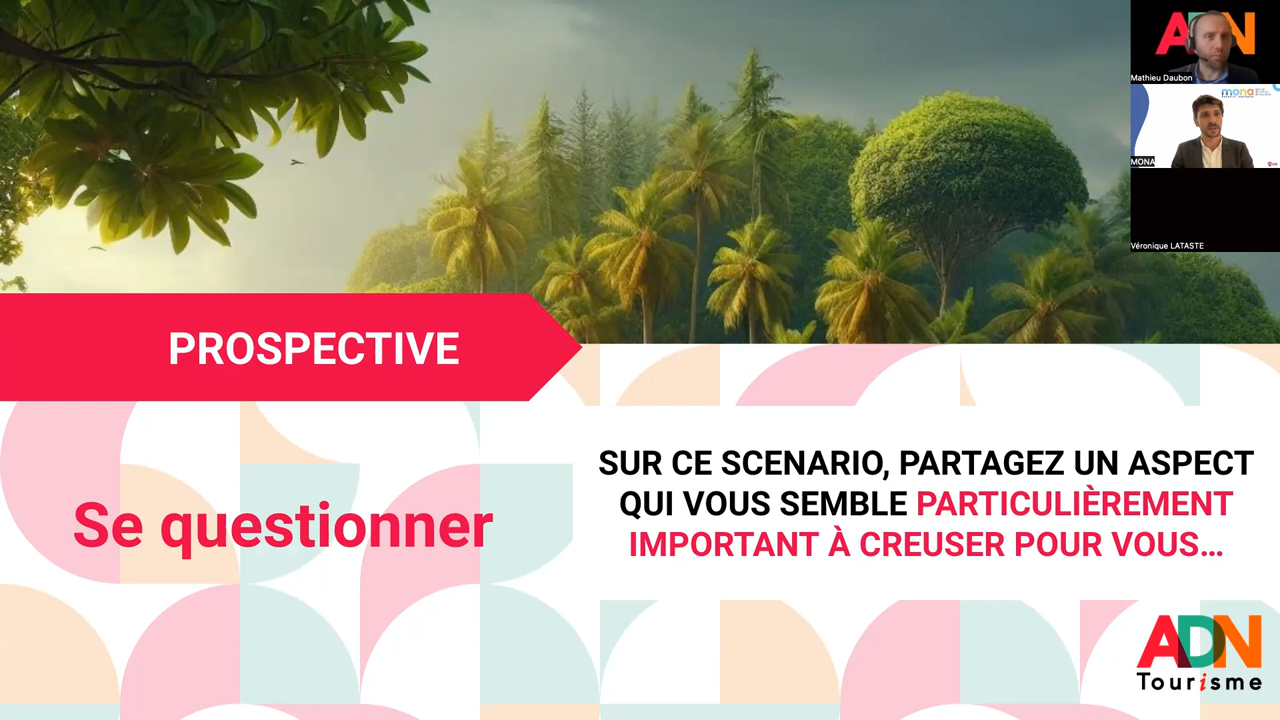 ADN
Mathieu Daubon
mona
MONA
Véronique LATASTE
PROSPECTIVE
Se questionner
SUR CE SCENARIO, PARTAGEZ UN ASPECT
QUI VOUS SEMBLE PARTICULIÈREMENT
IMPORTANT À CREUSER POUR VOUS...
ADN
Tourisme